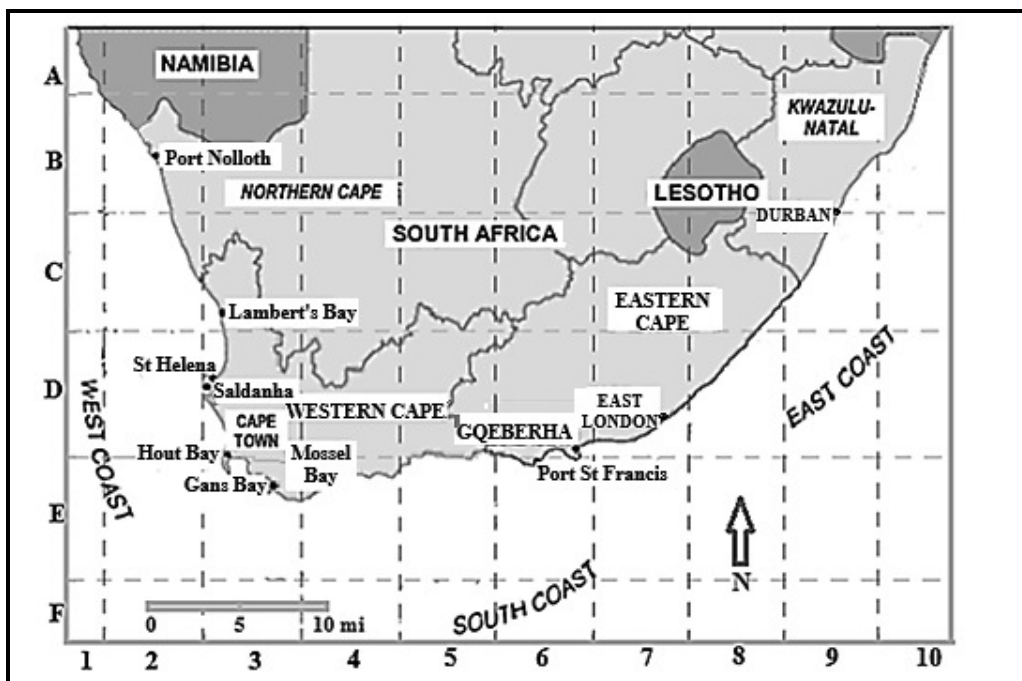 A
NAMIBIA
KWAZULU-
NATAL
B
Port Nolloth
NORTHERN CAPE
LESOTHO
DURBAN
SOUTH AFRICA
C
EASTERN
CAPE
Lambert's Bay
St Helena
D
Saldanha
WESTERN CAPE
EAST
LONDON
CAPE
TOWN
GQEBERHA
EAST COAST
WEST COAST
Hout Bay
Mossel
Bay
Port St Francis
Gans Bay
E
N
SOUTH COAST
F
0 5 10 mi
1 2 3 4 5 6 7 8 9 10